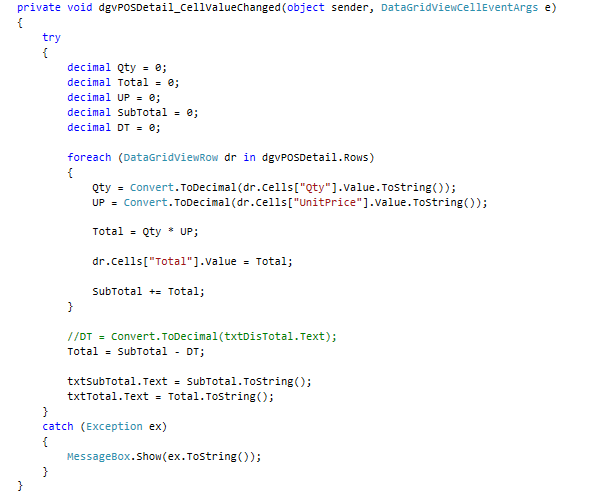 private void dgvPOSDetail_CellValueChanged(object sender, DataGridViewCellEventArgs e)
{
try
{
decimal Qty = 0;
decimal Total = 0;
decimal UP = 0;
decimal SubTotal = 0;
decimal DT = 0;
foreach (DataGridViewRow dr in dgvPOSDetail.Rows)
{
Qty = Convert.ToDecimal(dr.Cells["Qty"].Value.ToString());
UP = Convert.ToDecimal(dr.Cells["UnitPrice"].Value.ToString());
Total = Qty * UP;
dr.Cells["Total"].Value = Total;
SubTotal += Total;
}
//DT = Convert.ToDecimal(txtDisTotal.Text);
Total = SubTotal - DT;
txtSubTotal.Text = SubTotal.ToString();
txtTotal.Text = Total.ToString();
}
catch (Exception ex)
{
MessageBox.Show(ex.ToString());
}
}